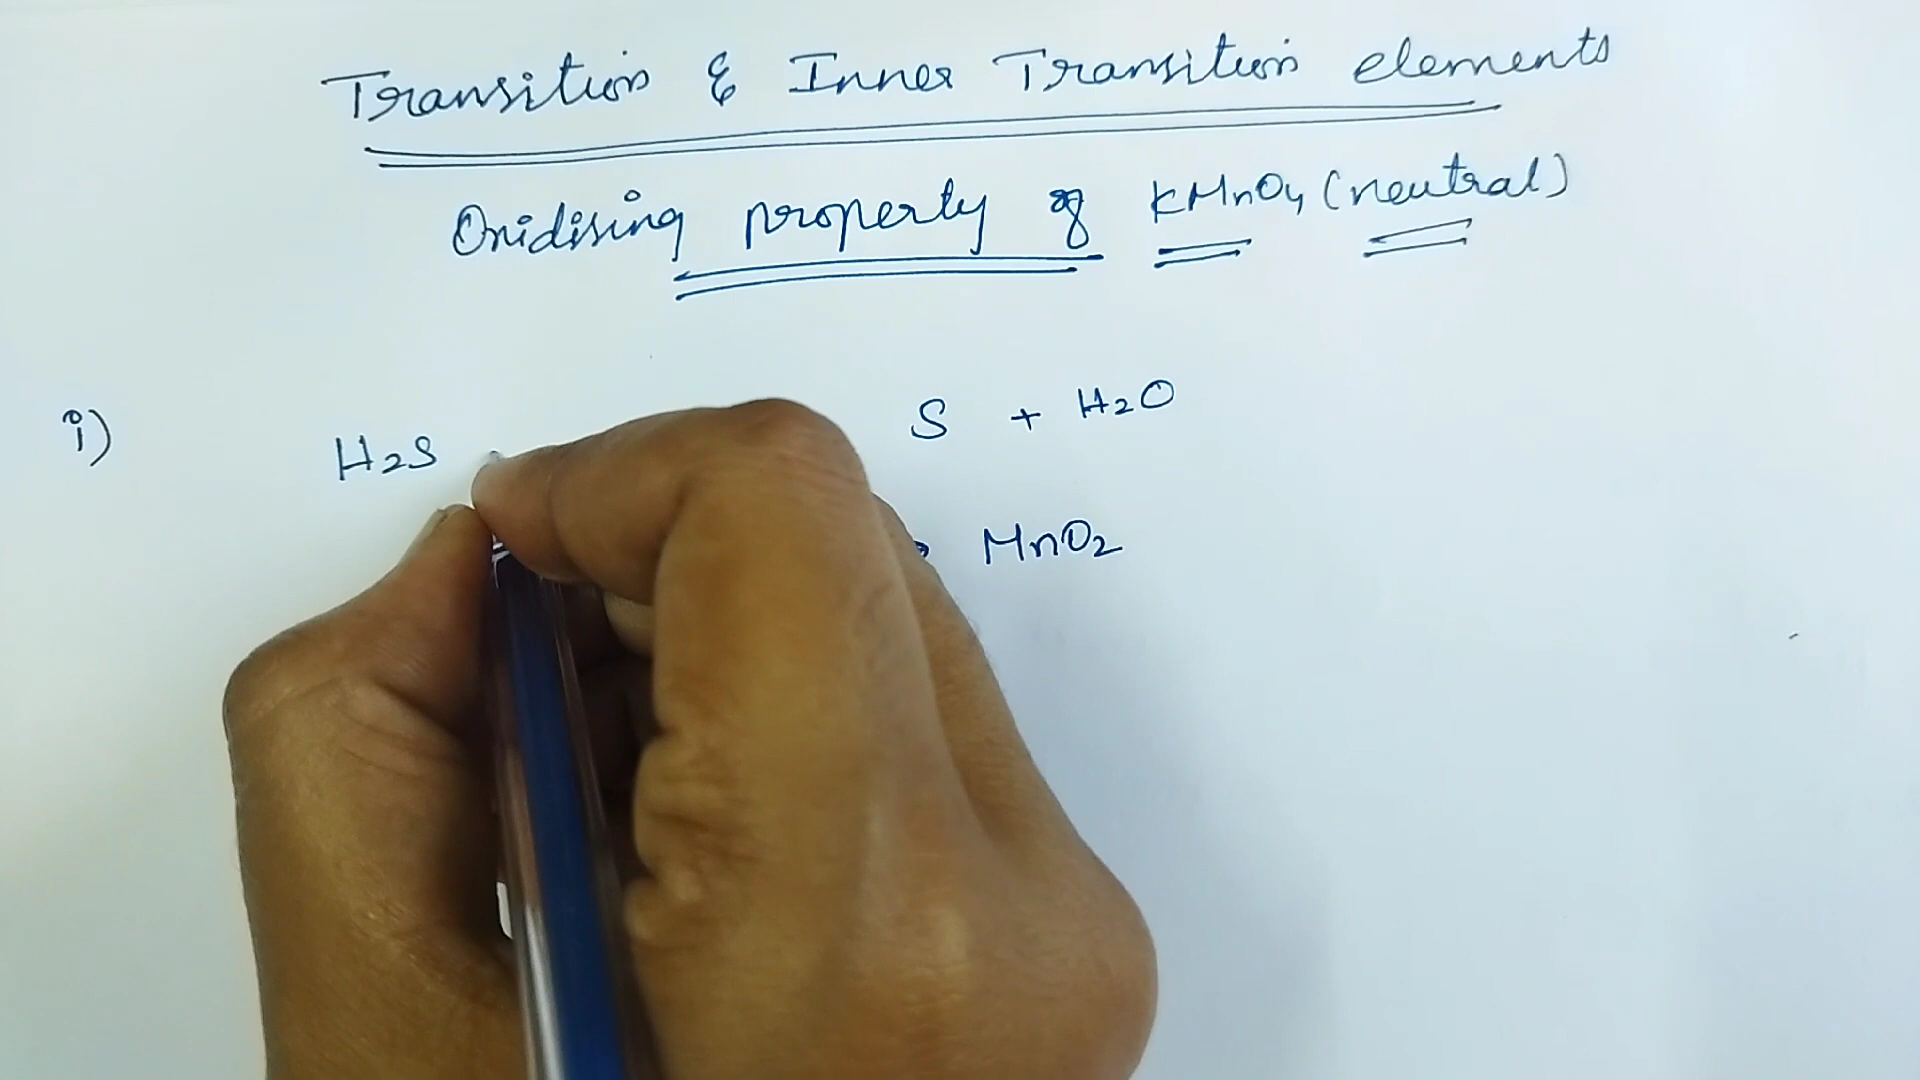 Transition & Inner Transition elements
Oxidising property of KMnO4 (neutral)
i) H2S S + H2O
MnO2